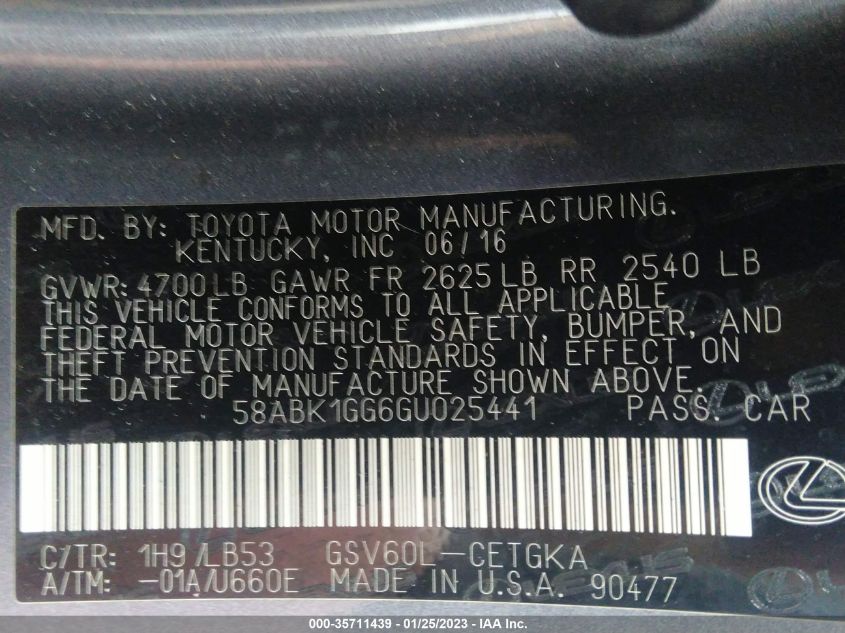 MFD. BY: TOYOTA MOTOR MANUFACTURING.
KENTUCKY, INC 06/16
GVWR: 4700LB GAWR FR 2625LB RR 2540 LB
THIS VEHICLE CONFORMS TO ALL APPLICABLE
FEDERAL MOTOR VEHICLE SAFETY, BUMPER, AND
THEFT PREVENTION STANDARDS IN EFFECT ON
THE DATE OF MANUFACTURE SHOWN ABOVE.
58ABK1GG6GU025441 PASS. CAR
C/TR: 1H9/LB53 GSV60L-CETGKA
A/TM: -01A/U660E MADE IN U.S.A. 90477
000-35711439 - 01/25/2023 - IAA Inc.